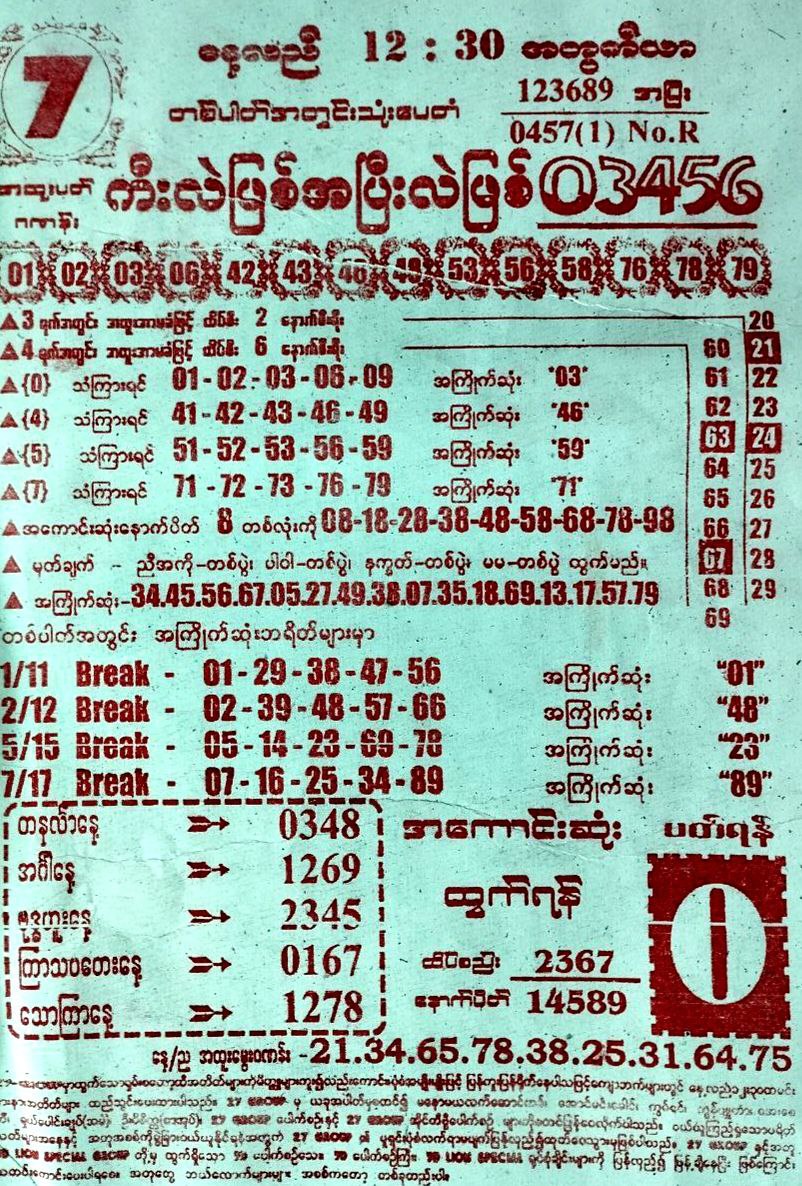 7
နေ့လည် 12 : 30 အတွက်သာ
123689 အပြီး
တစ်ပါတ်အတွင်းသုံးပေတံ
0457(1) No.R
အထူးပတ်ဂဏန်း
ကီးလဲဖြစ်အပြီးလဲဖြစ် 03456
01 02 03 06 42 43 46 49 53 56 58 76 78 79
▲3 ရက်အတွင်း အထူးအာမခံဖြင့် ထိပ်စီး 2 နောက်စီးရိုး
▲4 ရက်အတွင်း အထူးအာမခံဖြင့် ထိပ်စီး 6 နောက်စီးရိုး
▲{0} သံကြားရင် 01-02-03-06-09 အကြိုက်ဆုံး "03"
▲{4} သံကြားရင် 41-42-43-46-49 အကြိုက်ဆုံး "46"
▲{5} သံကြားရင် 51-52-53-56-59 အကြိုက်ဆုံး "59"
▲{7} သံကြားရင် 71-72-73-76-79 အကြိုက်ဆုံး "71"
▲အကောင်းဆုံးနောက်ပိတ် 8 တစ်လုံးကို 08-18-28-38-48-58-68-78-98
▲ မှတ်ချက် - ညီအကို-တစ်ပွဲ၊ ပါဝါ-တစ်ပွဲ၊ နက္ခတ်-တစ်ပွဲ၊ မမ-တစ်ပွဲ ထွက်မည်။
▲ အကြိုက်ဆုံး-34.45.56.67.05.27.49.38.07.35.18.69.13.17.57.79
60
61
62
63
64
65
66
67
68
69
20
21
22
23
24
25
26
27
28
29
တစ်ပါက်အတွင်း အကြိုက်ဆုံးဘရိတ်များမှာ
1/11 Break - 01-29-38-47-56 အကြိုက်ဆုံး "01"
2/12 Break - 02-39-48-57-66 အကြိုက်ဆုံး "48"
5/15 Break - 05-14-23-69-78 အကြိုက်ဆုံး "23"
7/17 Break - 07-16-25-34-89 အကြိုက်ဆုံး "89"
တနင်္လာနေ့ 0348
အင်္ဂါနေ့ 1269
ဗုဒ္ဓဟူးနေ့ 2345
ကြာသပတေးနေ့ 0167
သောကြာနေ့ 1278
အကောင်းဆုံး ပတ်ရန်
ထွက်ရန်
1
ထိပ်စည်း 2367
နောက်ပိတ် 14589
နေ့/ည အထူးမွေးဂဏန်း -21.34.65.78.38.25.31.64.75